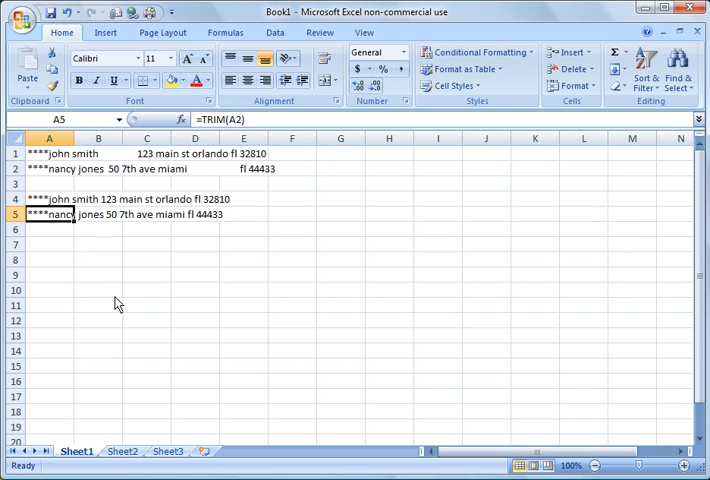 Book1 - Microsoft Excel non-commercial use
Home Insert Page Layout Formulas Data Review View
Calibri 11 General Conditional Formatting Insert
Paste Format as Table Delete Sort & Filter Find & Select
Cell Styles Format
Clipboard Font Alignment Number Styles Cells Editing
A5 fx =TRIM(A2)
A B C D E F G H I J K L M N
1 ****john smith 123 main st orlando fl 32810
2 ****nancy jones 50 7th ave miami fl 44433
3
4 ****john smith 123 main st orlando fl 32810
5 ****nancy jones 50 7th ave miami fl 44433
6
7
8
9
10
11
12
13
14
15
16
17
18
19
20
Sheet1 Sheet2 Sheet3
Ready 100%